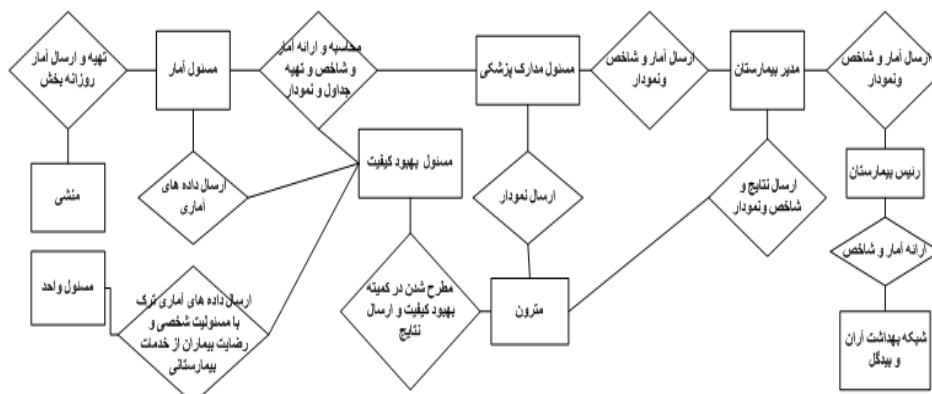 تهیه و ارسال آمار
روزانه بخش
مسئول آمار
محاسبه و ارائه آمار
و شاخص و تهیه
جداول و نمودار
مسئول مدارک پزشکی
ارسال آمار و شاخص
ونمودار
مدیر بیمارستان
ارسال آمار و شاخص
ونمودار
منشی
ارسال داده های
آماری
مسئول بهبود کیفیت
ارسال نمودار
ارسال نتایج و
شاخص ونمودار
رئیس بیمارستان
ارائه آمار و شاخص
مسئول واحد
ارسال داده های آماری ترک
با مسئولیت شخصی و
رضایت بیماران از خدمات
بیمارستانی
مطرح شدن در کمیته
بهبود کیفیت و ارسال
نتایج
مترون
شبکه بهداشت آران
و بیدگل